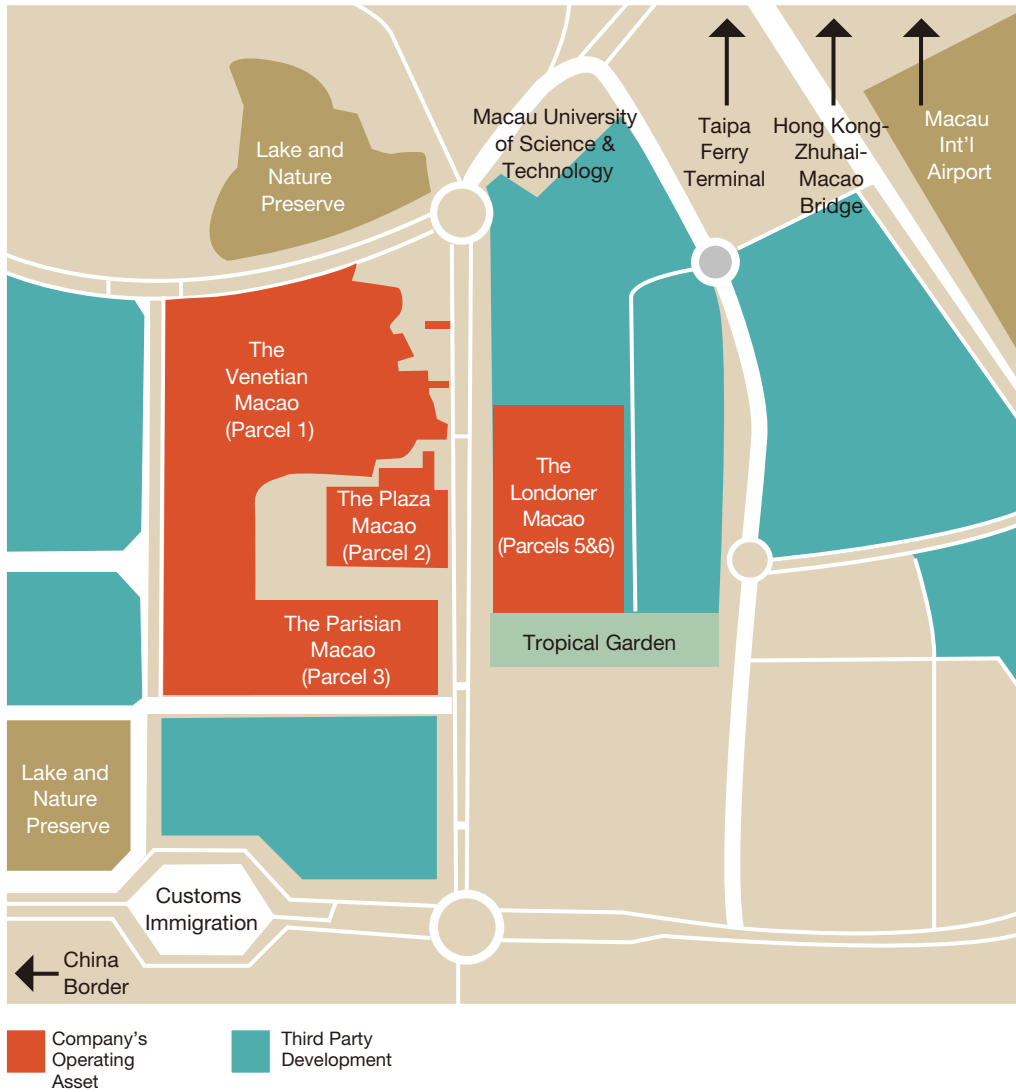 Macau University
of Science &
Technology
Taipa
Ferry
Terminal
Hong Kong-
Zhuhai-
Macao
Bridge
Macau
Int'l
Airport
Lake and
Nature
Preserve
The
Venetian
Macao
(Parcel 1)
The Plaza
Macao
(Parcel 2)
The
Londoner
Macao
(Parcels 5&6)
The Parisian
Macao
(Parcel 3)
Tropical Garden
Lake and
Nature
Preserve
Customs
Immigration
China
Border
Company's
Operating
Asset
Third Party
Development